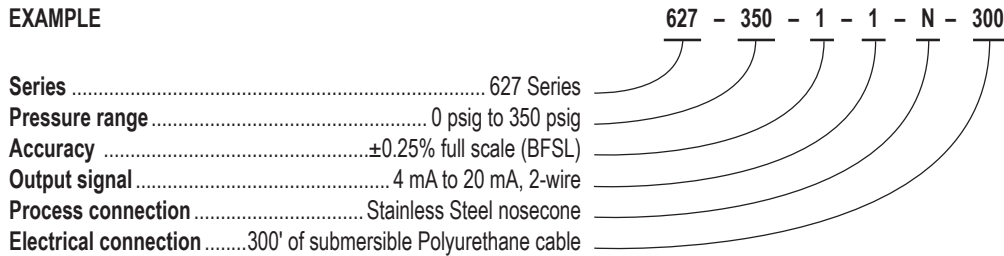 EXAMPLE 627 – 350 – 1 – 1 – N – 300
Series ................................................................ 627 Series
Pressure range ............................................ 0 psig to 350 psig
Accuracy ..........................................±0.25% full scale (BFSL)
Output signal ......................................... 4 mA to 20 mA, 2-wire
Process connection ........................... Stainless Steel nosecone
Electrical connection ........300' of submersible Polyurethane cable